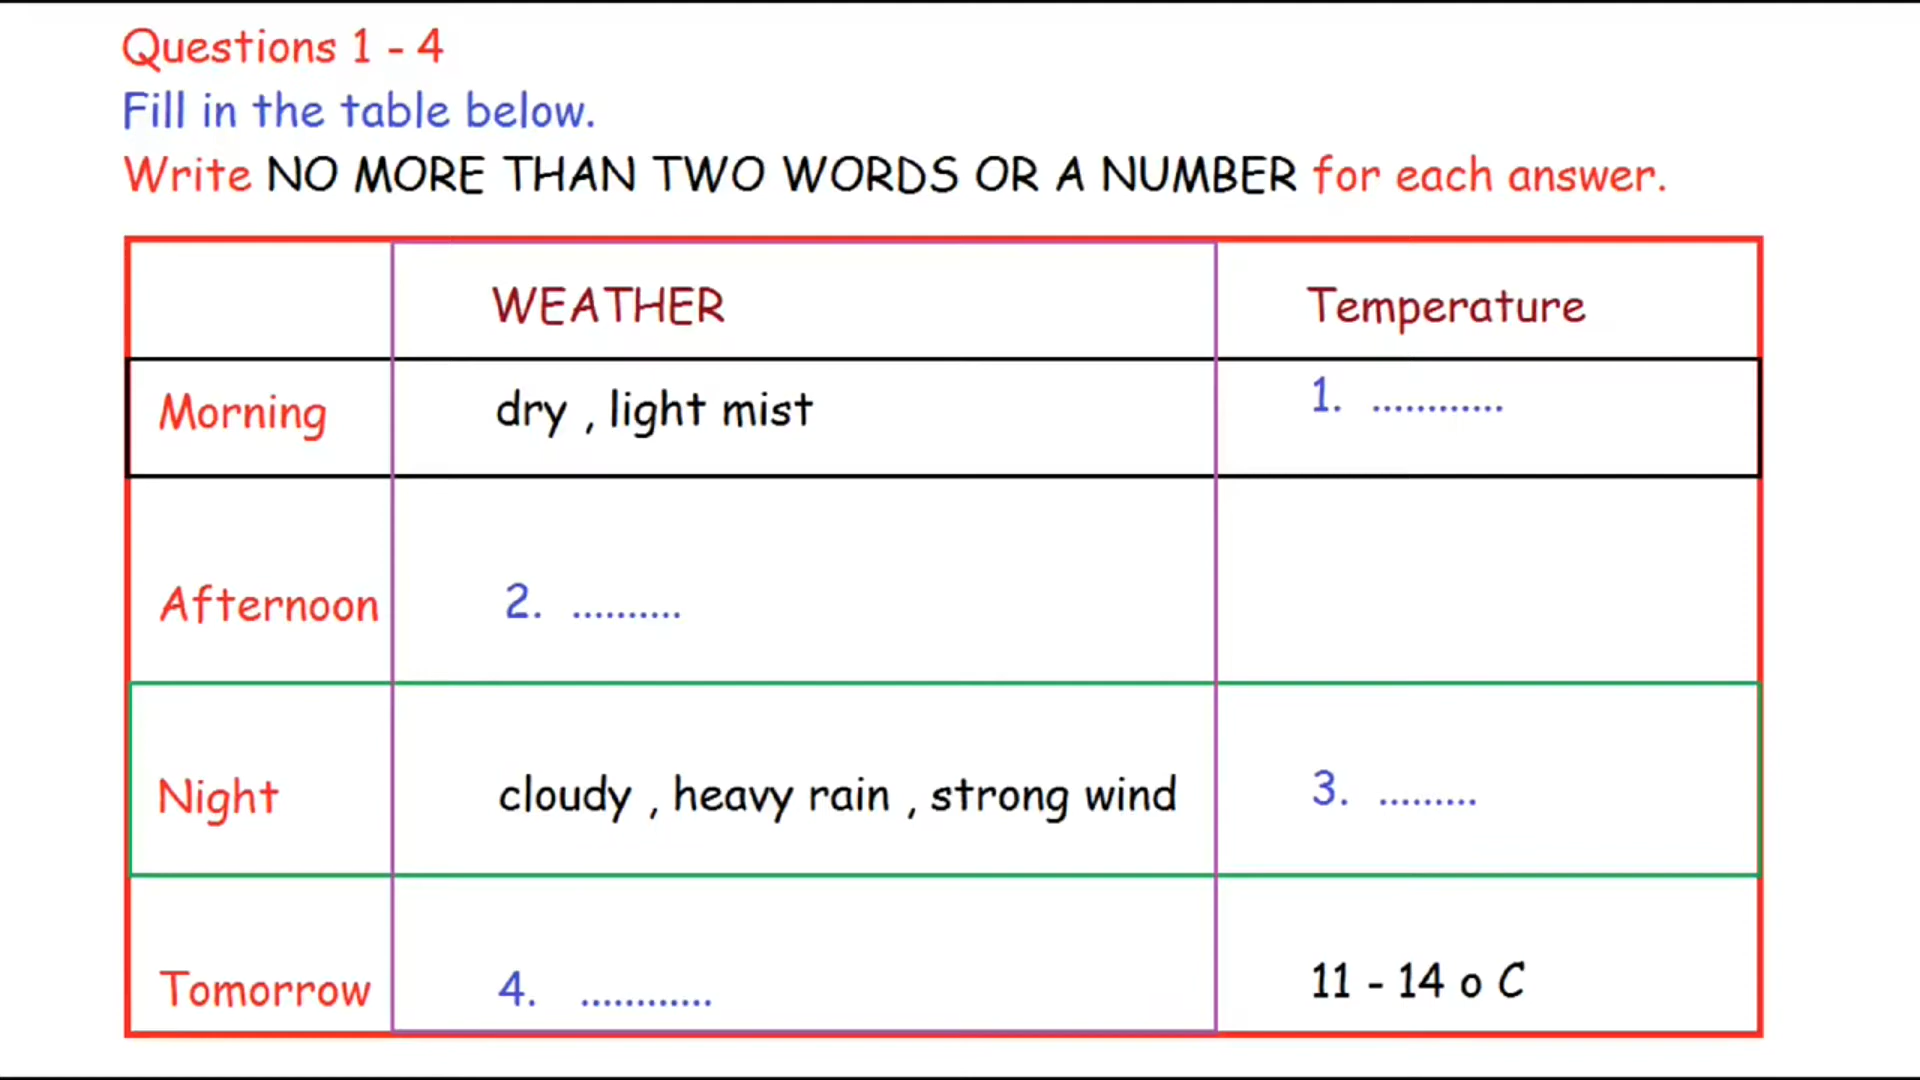 Questions 1 - 4
Fill in the table below.
Write NO MORE THAN TWO WORDS OR A NUMBER for each answer.
WEATHER Temperature
Morning dry , light mist 1. ............
Afternoon 2. ..........
Night cloudy , heavy rain , strong wind 3. .........
Tomorrow 4. ............ 11 - 14 o C